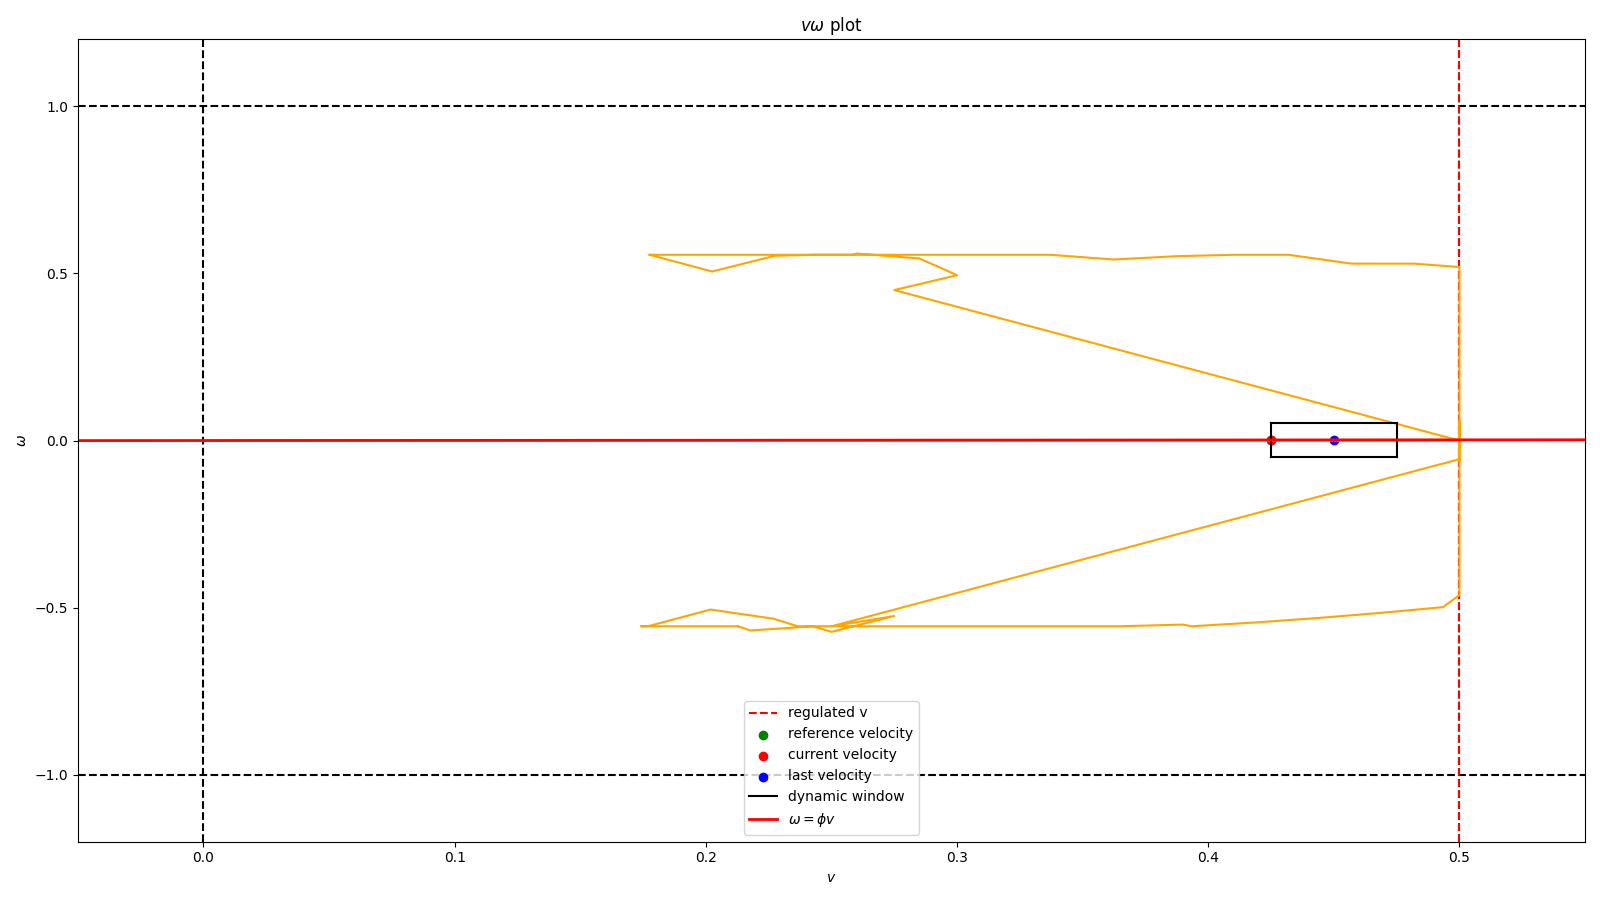 vω plot
1.0
0.5
0.0
−0.5
−1.0
ω
0.0 0.1 0.2 0.3 0.4 0.5
v
regulated v
reference velocity
current velocity
last velocity
dynamic window
ω = ϕv